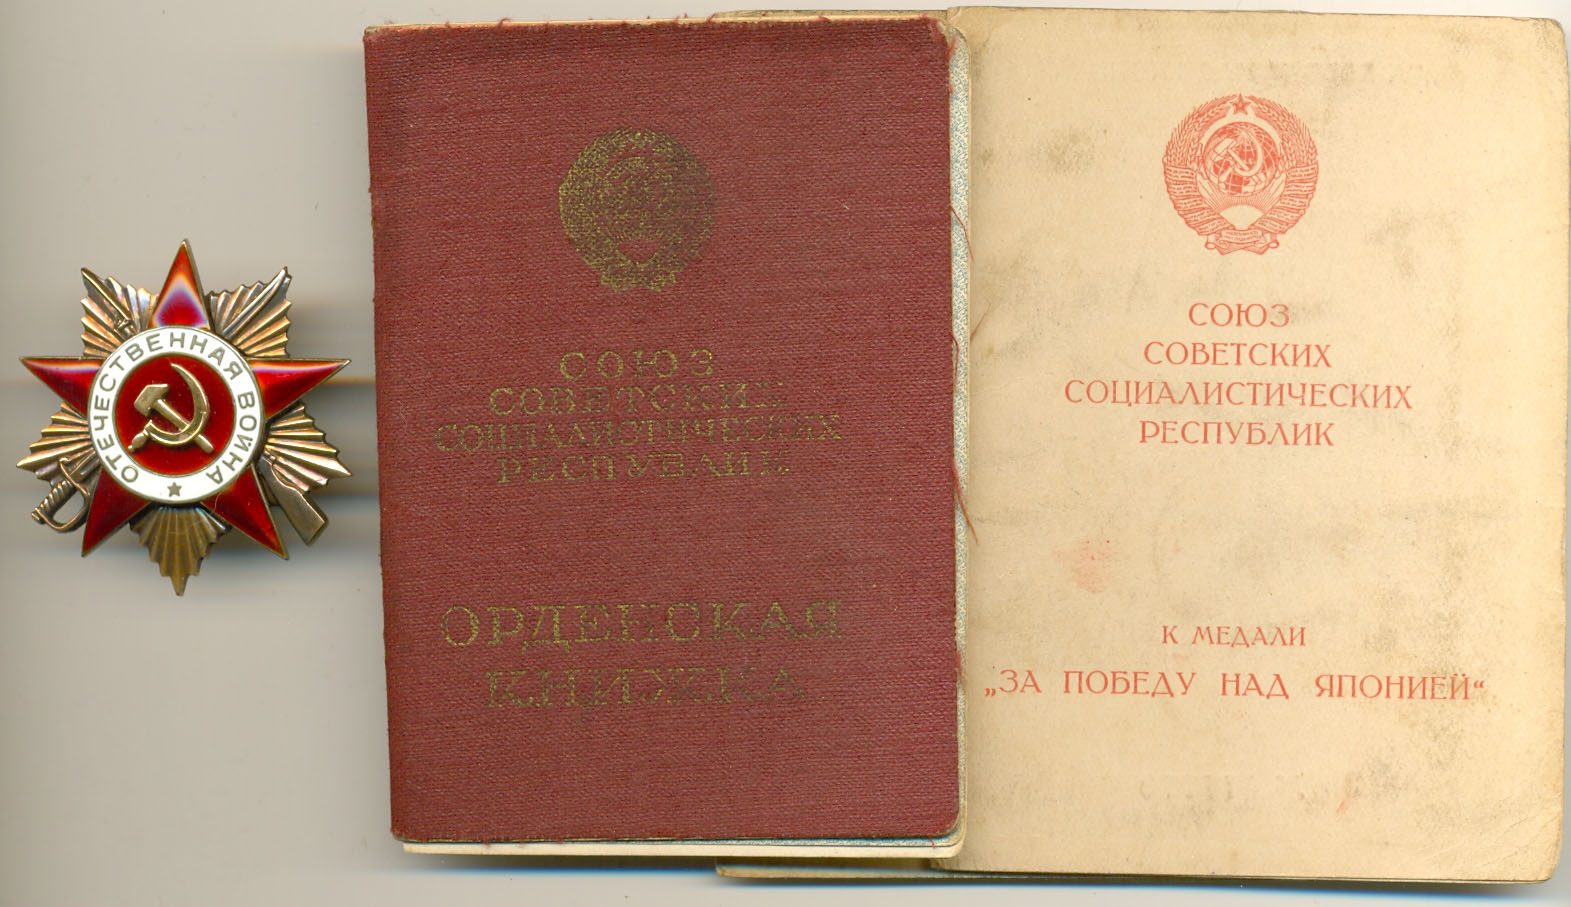 ОТЕЧЕСТВЕННАЯ ВОЙНА
СОЮЗ
СОВЕТСКИХ
СОЦИАЛИСТИЧЕСКИХ
РЕСПУБЛИК
ОРДЕНСКАЯ
КНИЖКА
СОЮЗ
СОВЕТСКИХ
СОЦИАЛИСТИЧЕСКИХ
РЕСПУБЛИК
К МЕДАЛИ
„ЗА ПОБЕДУ НАД ЯПОНИЕЙ“